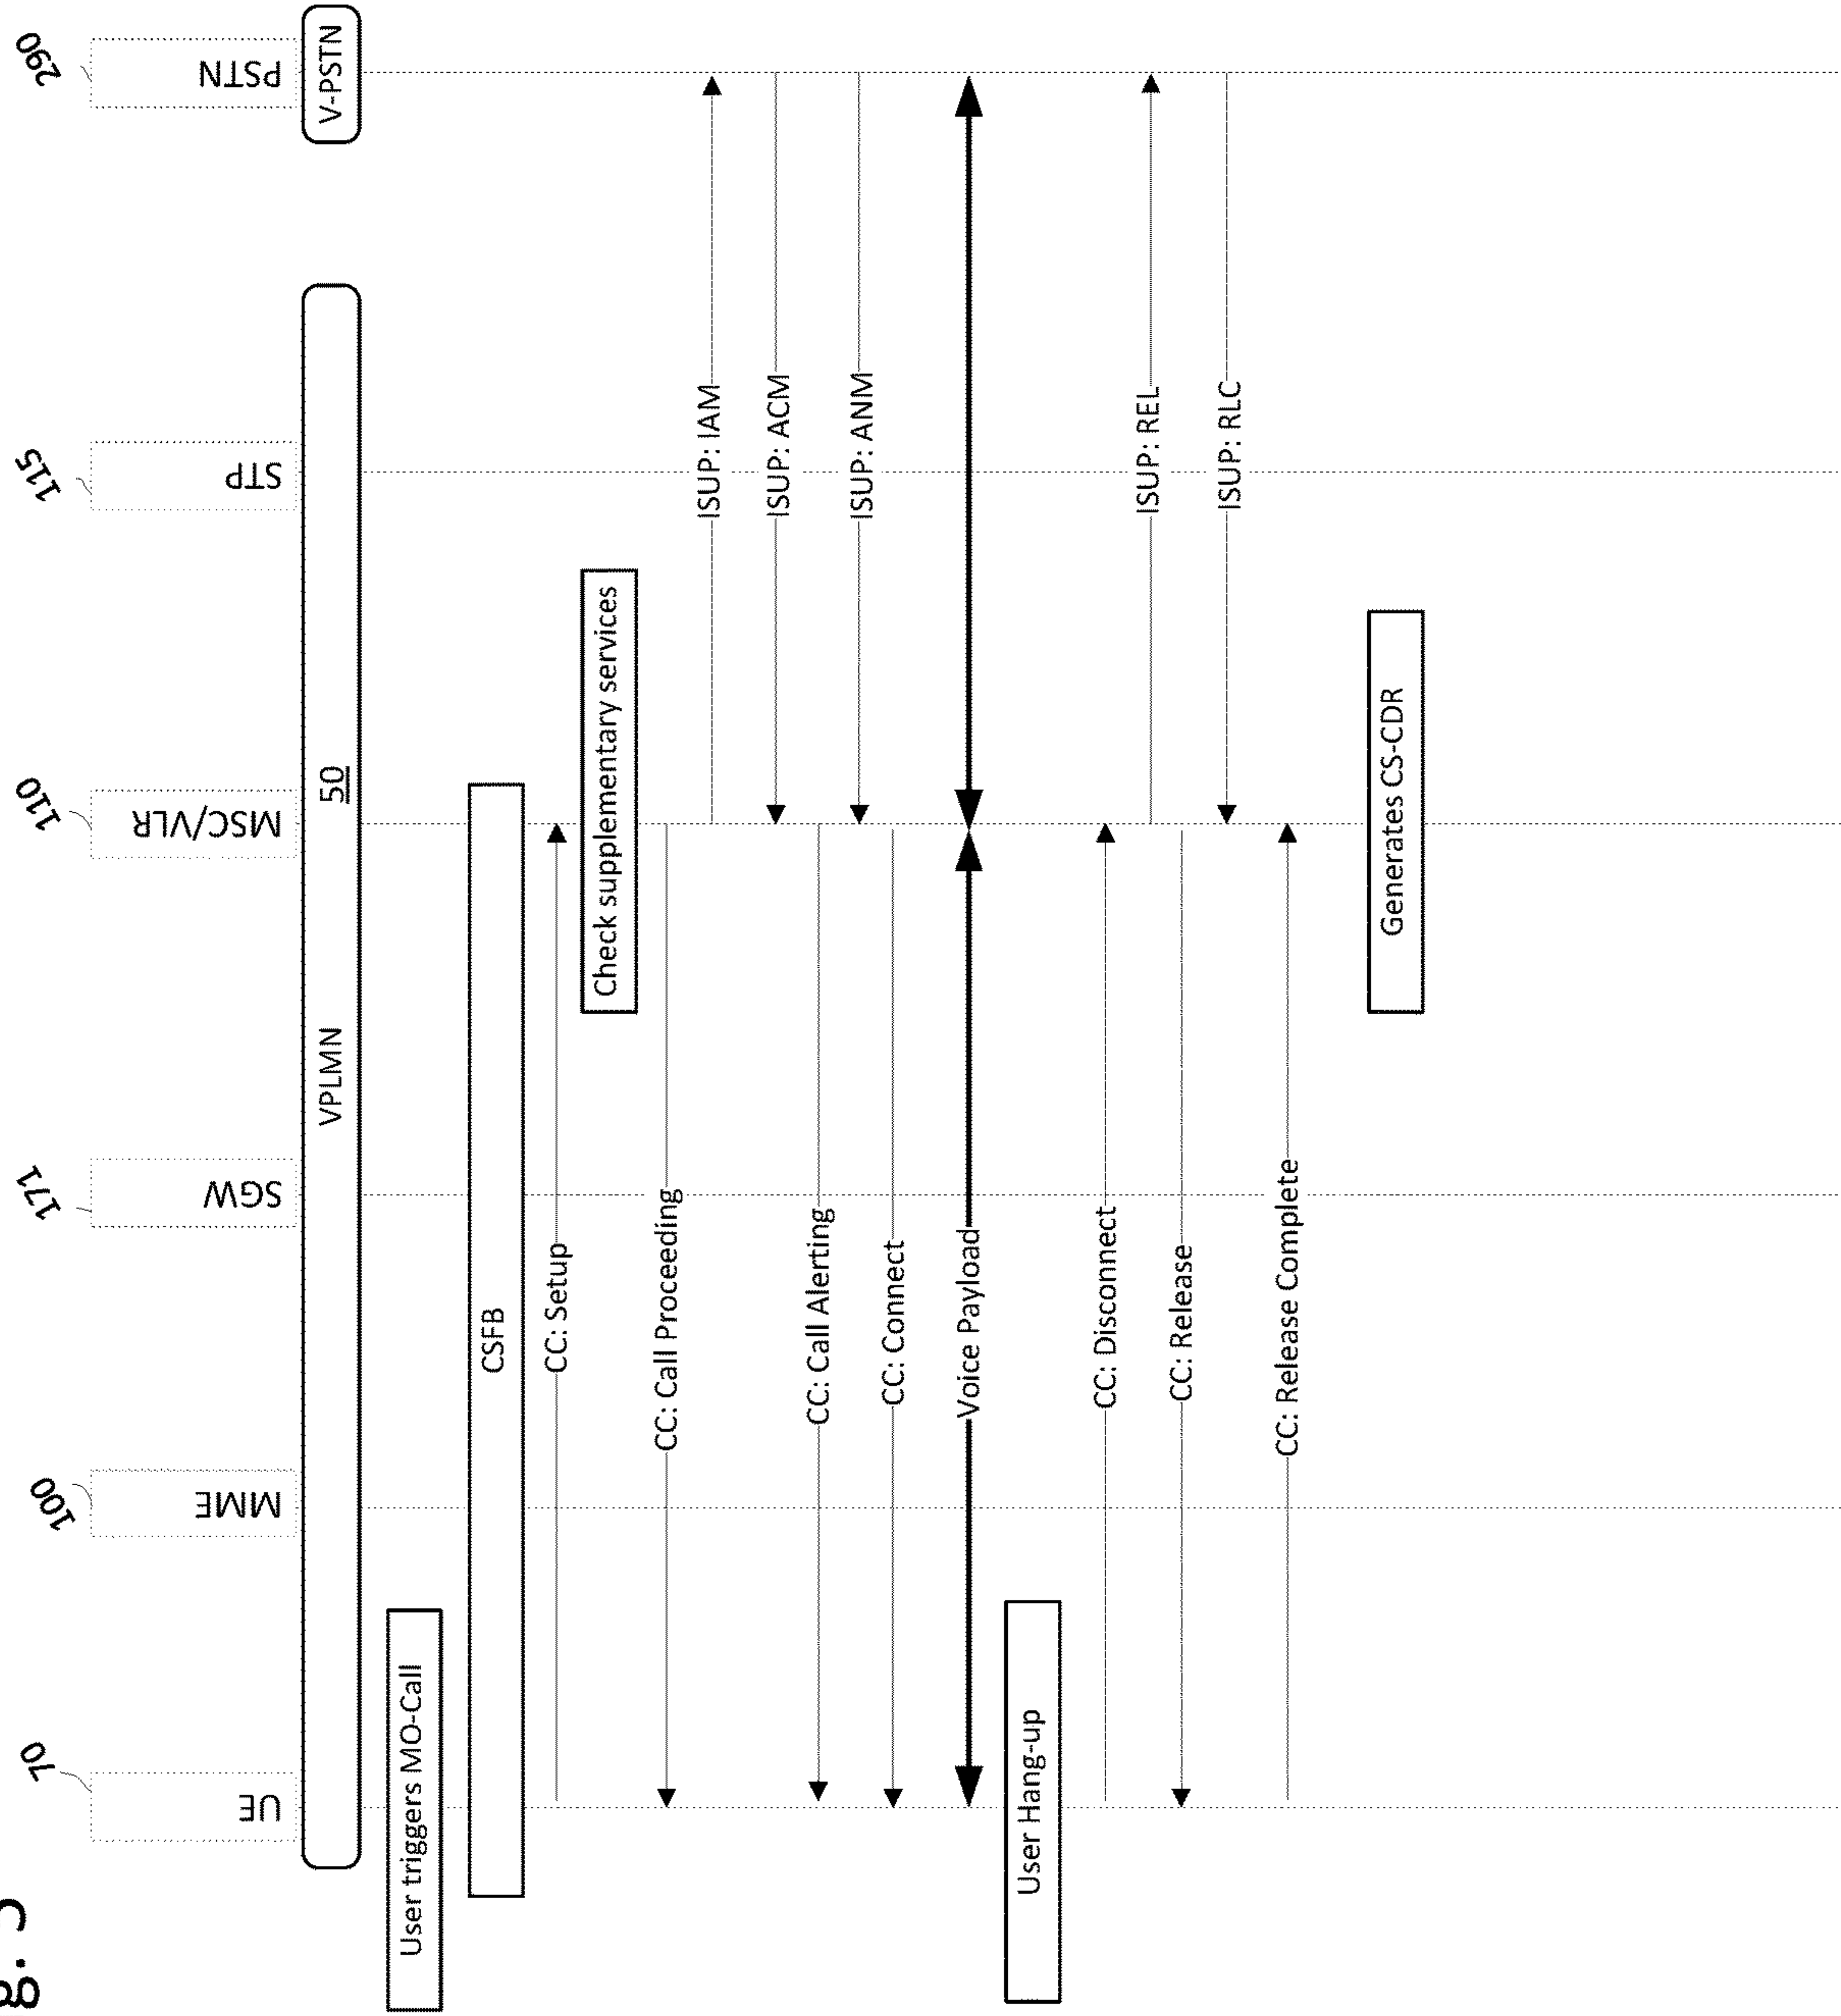 g. 5
70
100
171
110
115
290
UE
MME
SGW
MSC/VLR
STP
PSTN
VPLMN
50
V-PSTN
User triggers MO-Call
CSFB
CC: Setup
Check supplementary services
CC: Call Proceeding
ISUP: IAM
ISUP: ACM
CC: Call Alerting
ISUP: ANM
CC: Connect
Voice Payload
User Hang-up
CC: Disconnect
ISUP: REL
CC: Release
ISUP: RLC
CC: Release Complete
Generates CS-CDR